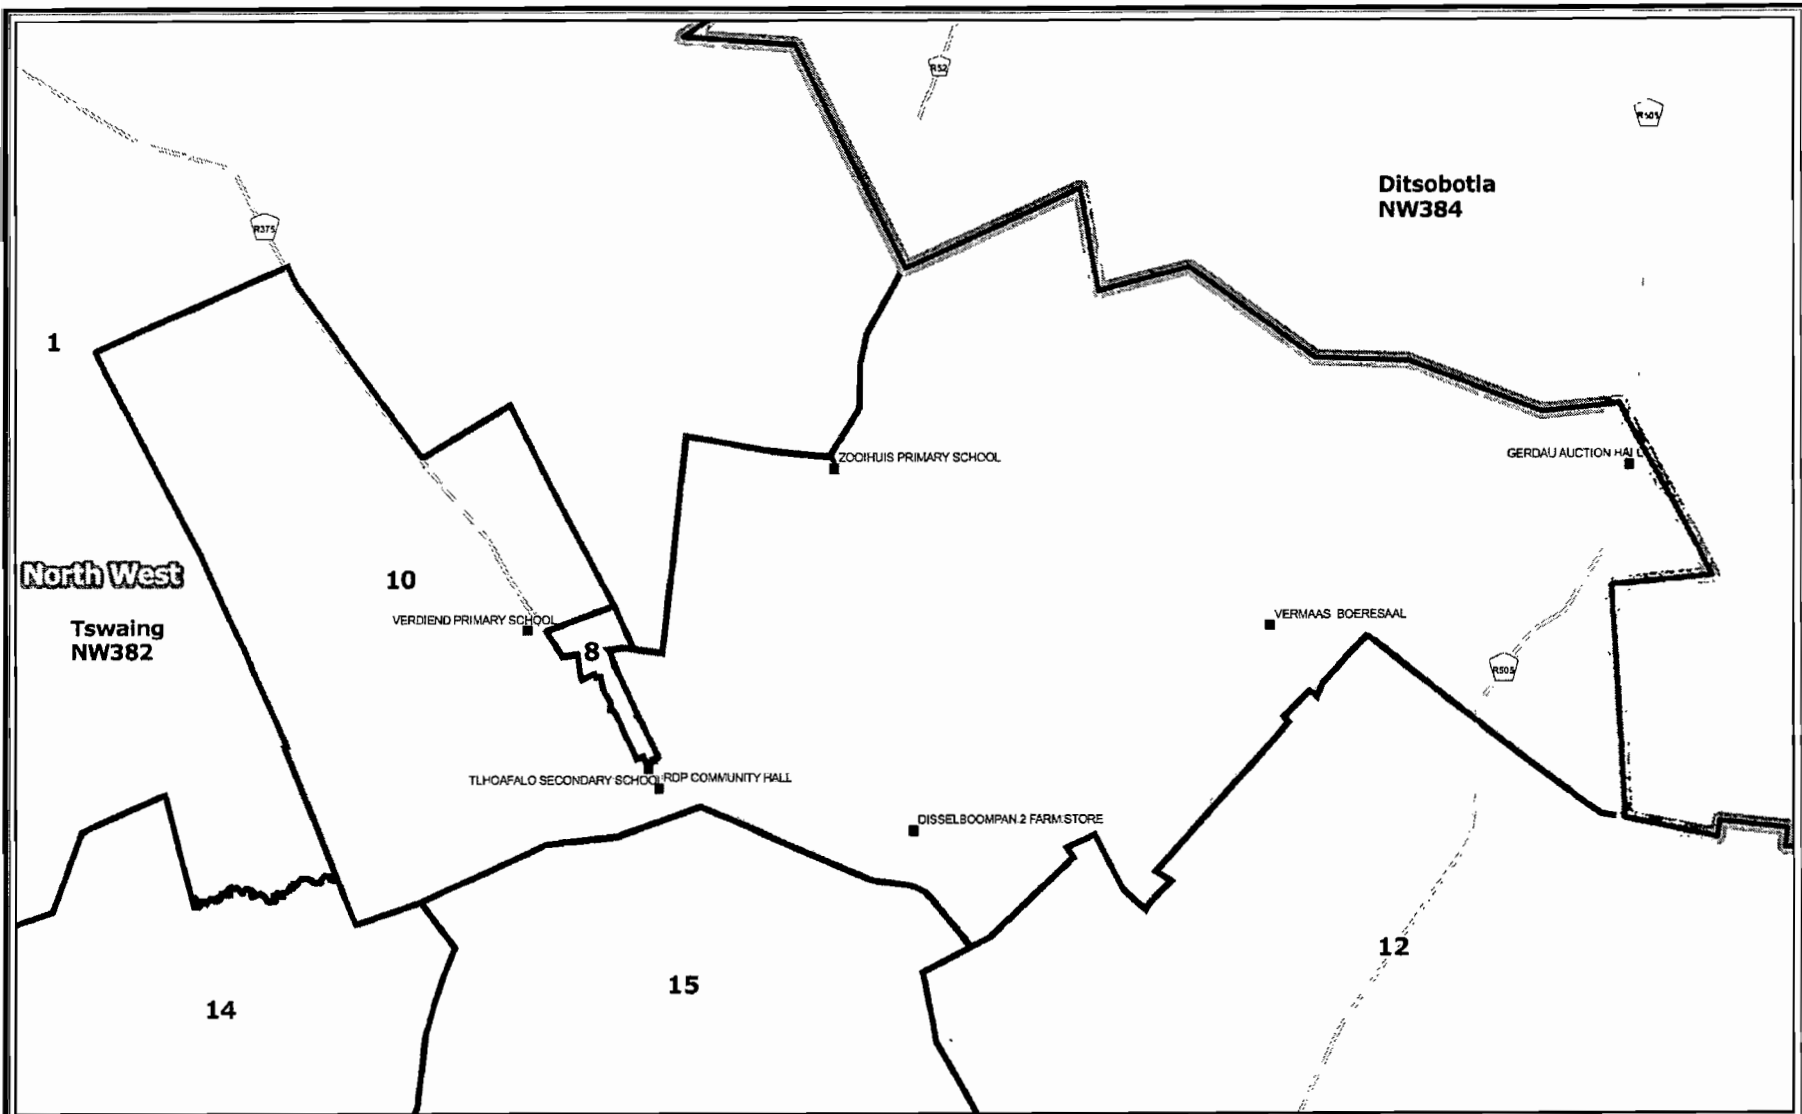 R52
R505
Ditsobotla
NW384
R375
1
ZOOIHUIS PRIMARY SCHOOL
GERDAU AUCTION HALL
North West
10
Tswaing
NW382
VERDIEND PRIMARY SCHOOL
VERMAAS BOERESAAL
8
R505
TLHOAFALO SECONDARY SCHOOL
RDP COMMUNITY HALL
DISSELBOOMPAN 2 FARM STORE
12
15
14